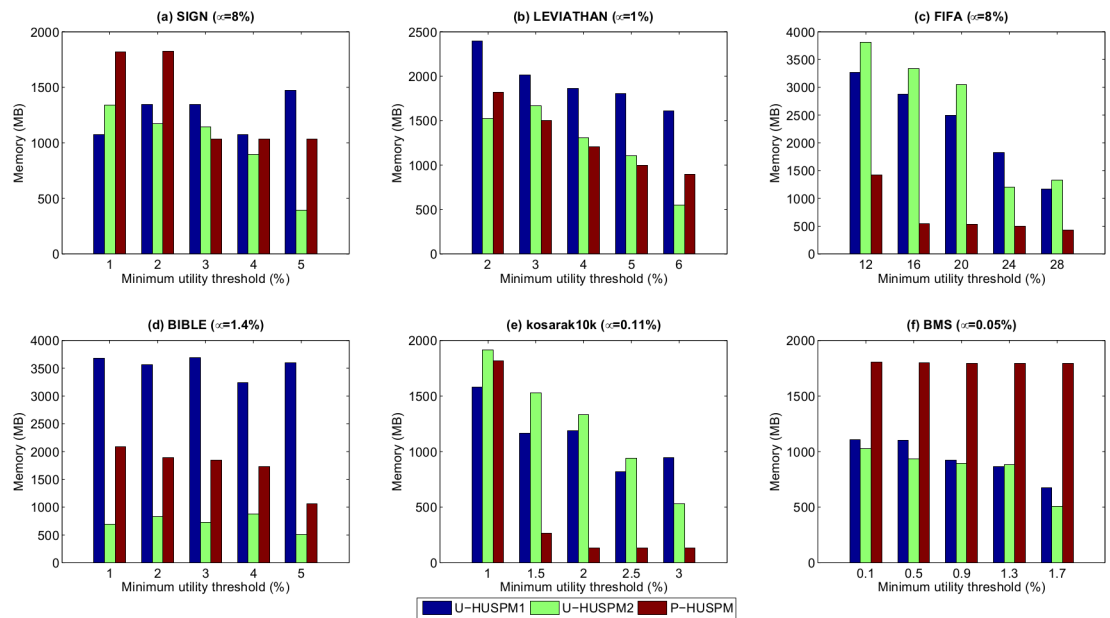 (a) SIGN (∝=8%)
Memory (MB)
2000
1500
1000
500
0
1 2 3 4 5
Minimum utility threshold (%)
(b) LEVIATHAN (∝=1%)
Memory (MB)
2500
2000
1500
1000
500
0
2 3 4 5 6
Minimum utility threshold (%)
(c) FIFA (∝=8%)
Memory (MB)
4000
3500
3000
2500
2000
1500
1000
500
0
12 16 20 24 28
Minimum utility threshold (%)
(d) BIBLE (∝=1.4%)
Memory (MB)
4000
3500
3000
2500
2000
1500
1000
500
0
1 2 3 4 5
Minimum utility threshold (%)
(e) kosarak10k (∝=0.11%)
Memory (MB)
2000
1500
1000
500
0
1 1.5 2 2.5 3
Minimum utility threshold (%)
(f) BMS (∝=0.05%)
Memory (MB)
2000
1500
1000
500
0
0.1 0.5 0.9 1.3 1.7
Minimum utility threshold (%)
U−HUSPM1 U−HUSPM2 P−HUSPM